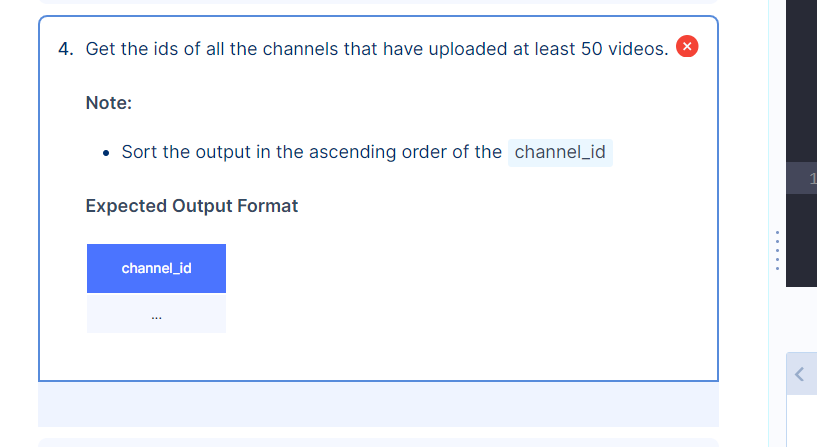 4. Get the ids of all the channels that have uploaded at least 50 videos.
Note:
• Sort the output in the ascending order of the channel_id
Expected Output Format
channel_id
...
1